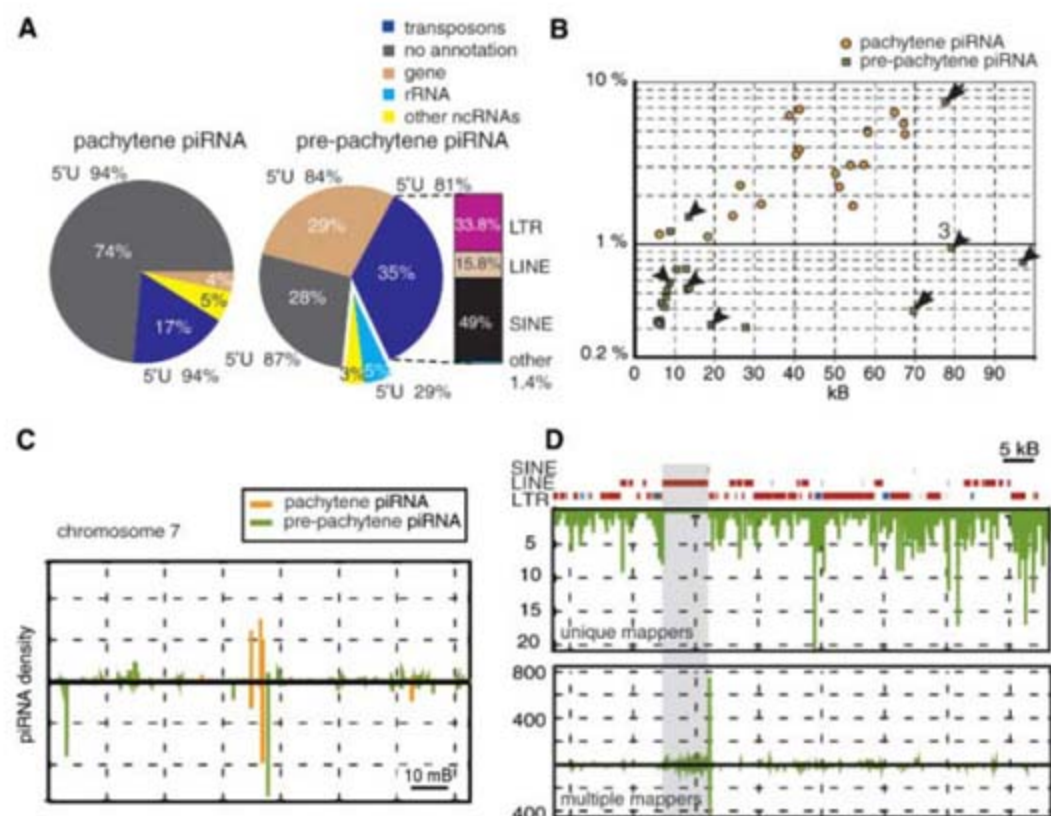 A
transposons
no annotation
gene
rRNA
other ncRNAs
pachytene piRNA
pre-pachytene piRNA
5'U 94%
5'U 84%
5'U 81%
74%
4%
5%
17%
5'U 94%
29%
35%
28%
3%
5%
5'U 87%
5'U 29%
33.8%
LTR
15.8%
LINE
49%
SINE
other
1.4%
B
pachytene piRNA
pre-pachytene piRNA
10 %
1 %
0.2 %
3
0 10 20 30 40 50 60 70 80 90
kB
C
pachytene piRNA
pre-pachytene piRNA
chromosome 7
piRNA density
10 mB
D
5 kB
SINE
LINE
LTR
5
10
15
20
unique mappers
800
400
400
multiple mappers